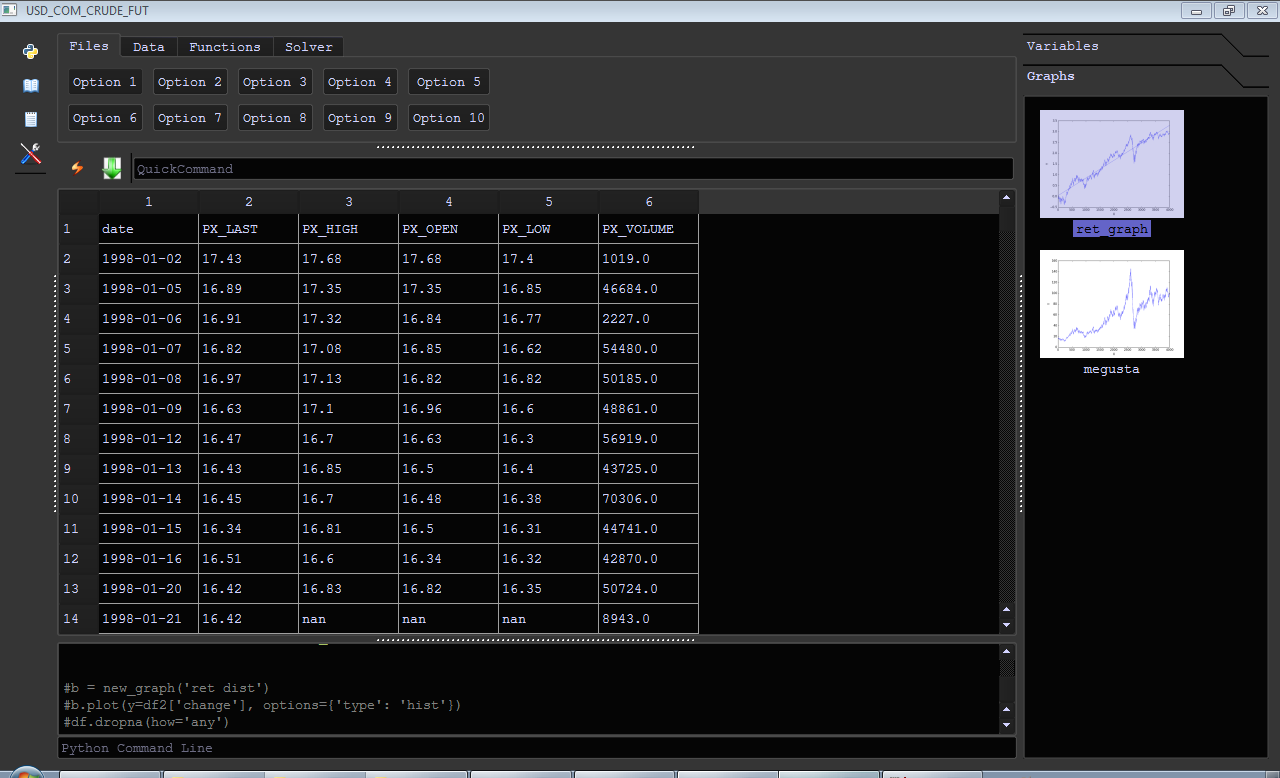 USD_COM_CRUDE_FUT
Files Data Functions Solver
Option 1 Option 2 Option 3 Option 4 Option 5
Option 6 Option 7 Option 8 Option 9 Option 10
QuickCommand
1 2 3 4 5 6
1 date PX_LAST PX_HIGH PX_OPEN PX_LOW PX_VOLUME
2 1998-01-02 17.43 17.68 17.68 17.4 1019.0
3 1998-01-05 16.89 17.35 17.35 16.85 46684.0
4 1998-01-06 16.91 17.32 16.84 16.77 2227.0
5 1998-01-07 16.82 17.08 16.85 16.62 54480.0
6 1998-01-08 16.97 17.13 16.82 16.82 50185.0
7 1998-01-09 16.63 17.1 16.96 16.6 48861.0
8 1998-01-12 16.47 16.7 16.63 16.3 56919.0
9 1998-01-13 16.43 16.85 16.5 16.4 43725.0
10 1998-01-14 16.45 16.7 16.48 16.38 70306.0
11 1998-01-15 16.34 16.81 16.5 16.31 44741.0
12 1998-01-16 16.51 16.6 16.34 16.32 42870.0
13 1998-01-20 16.42 16.83 16.82 16.35 50724.0
14 1998-01-21 16.42 nan nan nan 8943.0
#b = new_graph('ret dist')
#b.plot(y=df2['change'], options={'type': 'hist'})
#df.dropna(how='any')
Python Command Line
Variables
Graphs
ret_graph
megusta